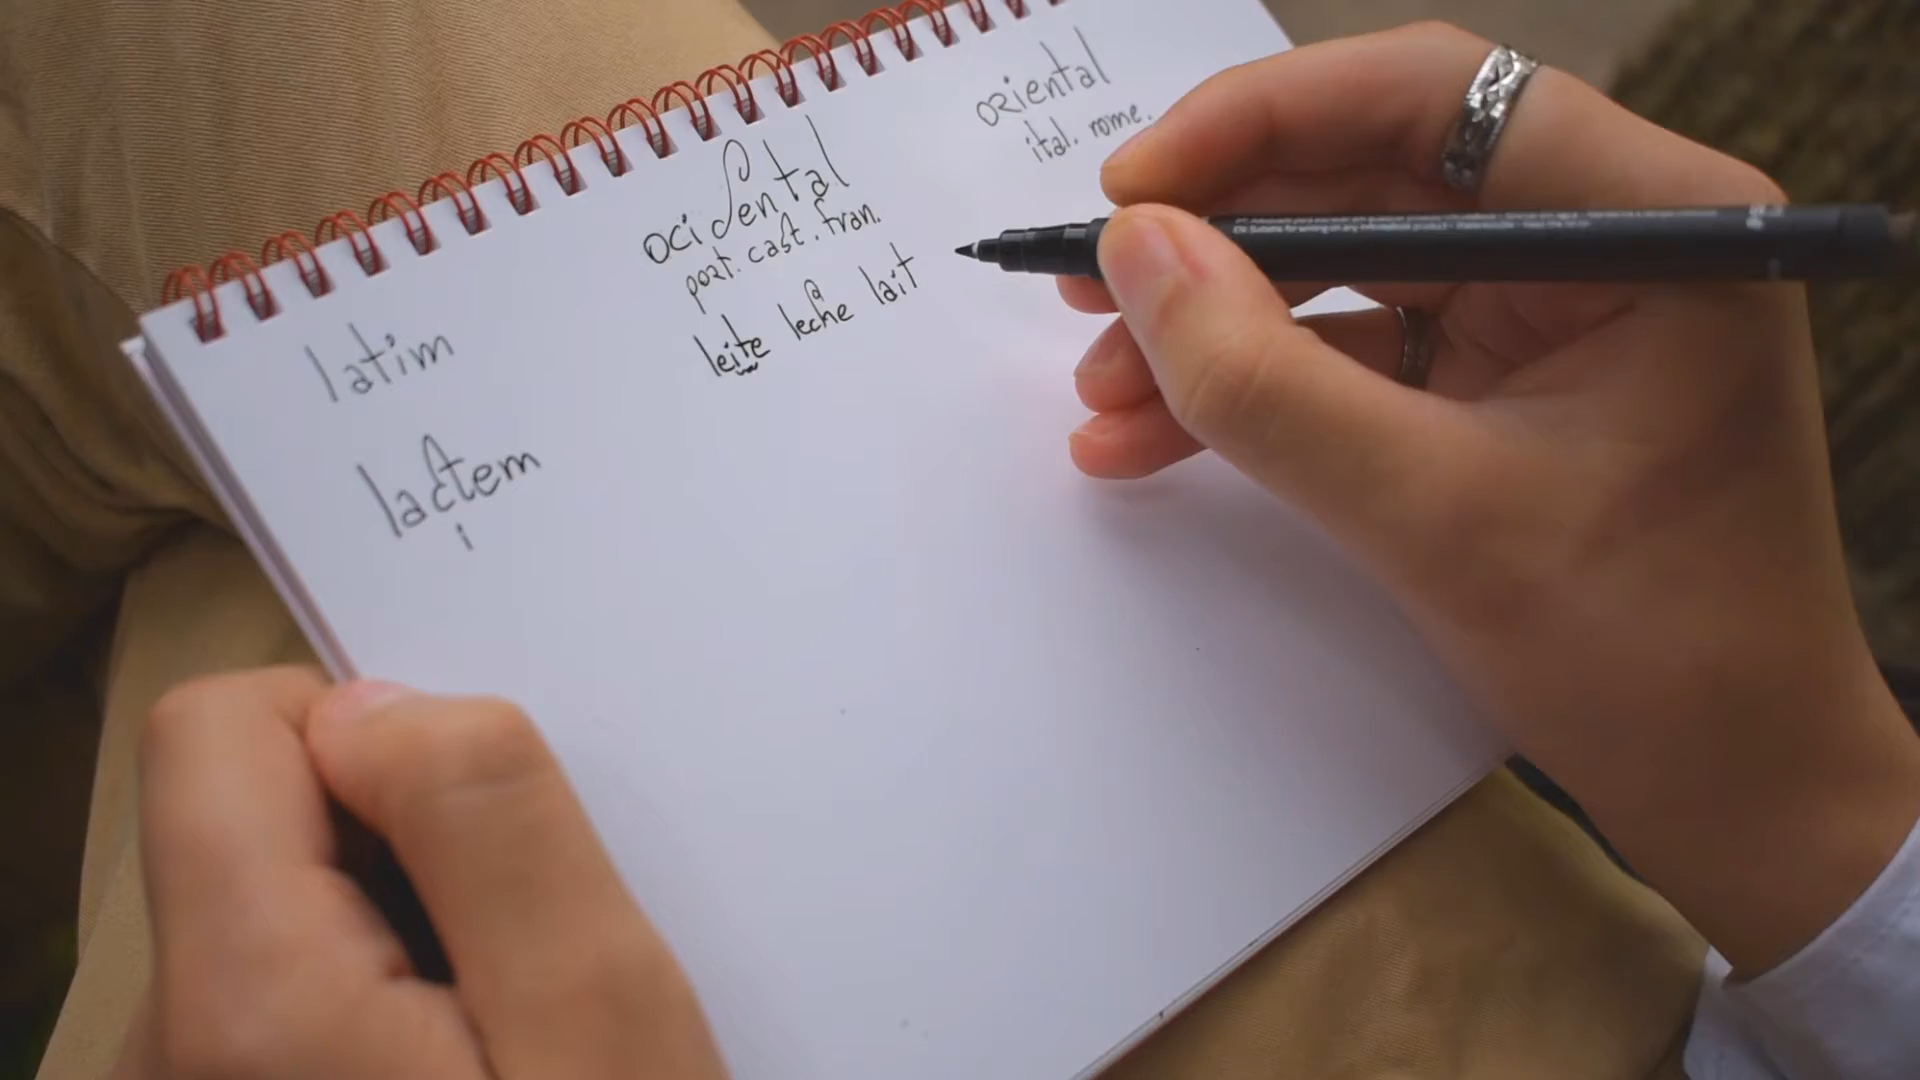 latim
lactem
i
ocidental
port. cast. fran.
leite leche lait
oriental
ital. rome.